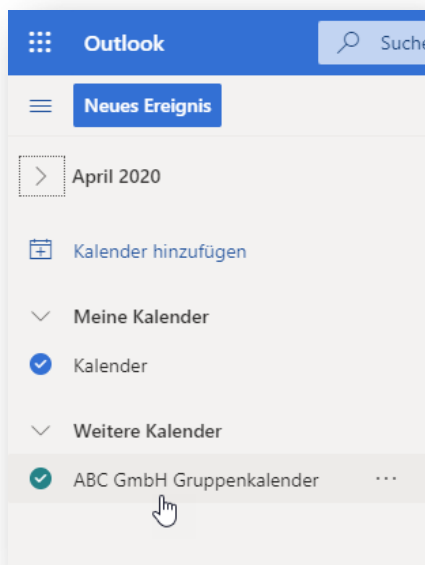 Outlook
Suche
Neues Ereignis
April 2020
Kalender hinzufügen
Meine Kalender
Kalender
Weitere Kalender
ABC GmbH Gruppenkalender